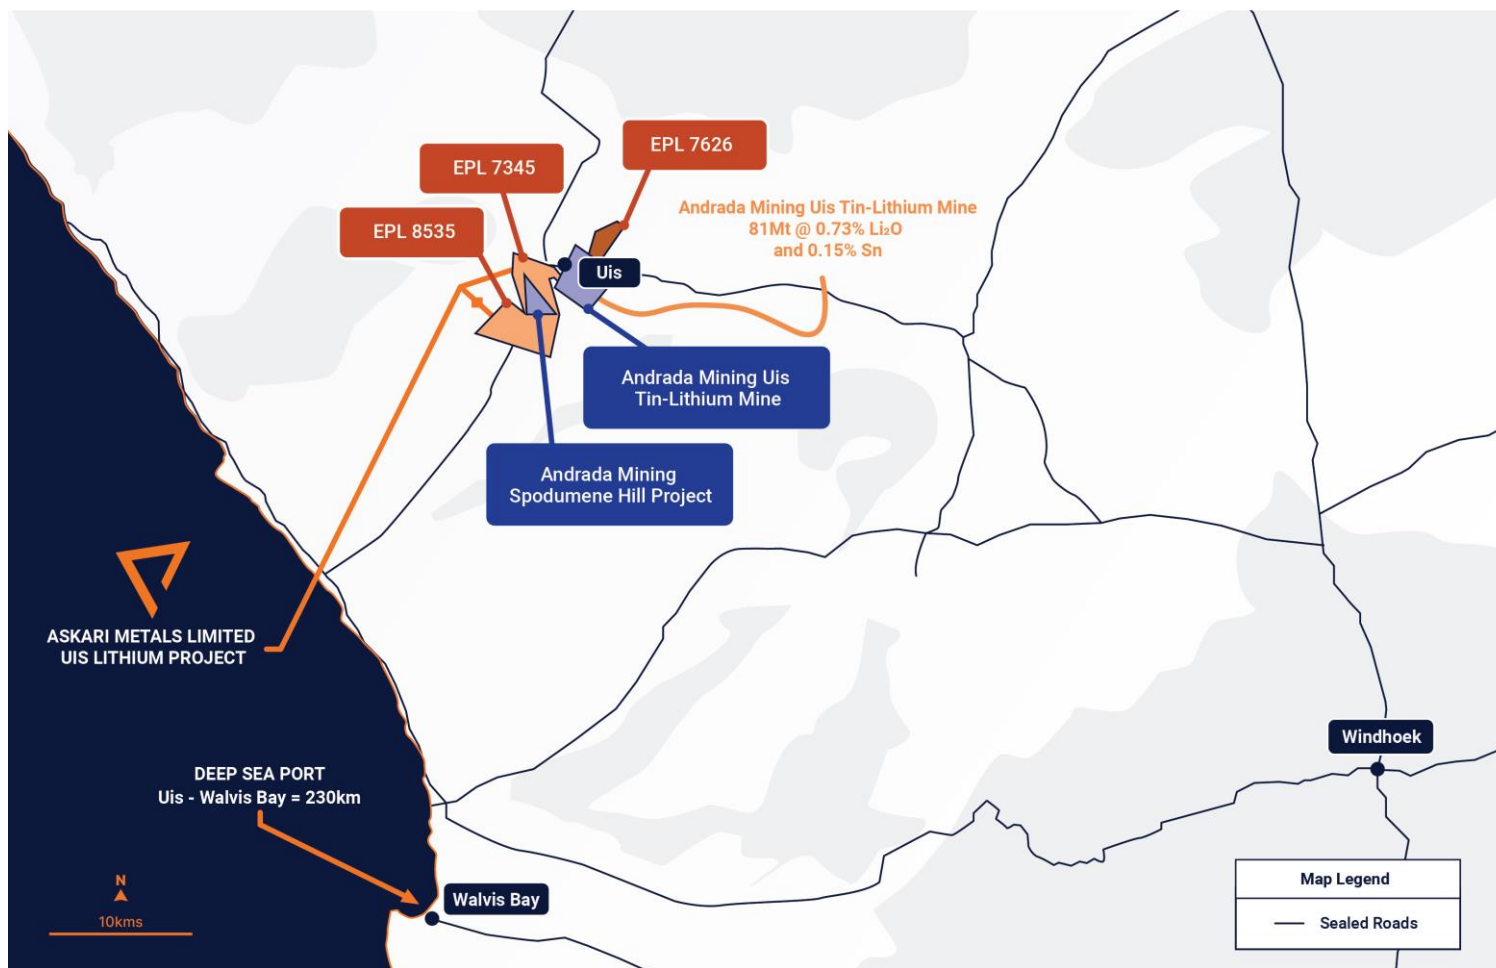 EPL 7626
EPL 7345
EPL 8535
Andrada Mining Uis Tin-Lithium Mine
81Mt @ 0.73% Li₂O
and 0.15% Sn
Uis
Andrada Mining Uis
Tin-Lithium Mine
Andrada Mining
Spodumene Hill Project
ASKARI METALS LIMITED
UIS LITHIUM PROJECT
DEEP SEA PORT
Uis - Walvis Bay = 230km
Windhoek
Walvis Bay
N
10kms
Map Legend
Sealed Roads